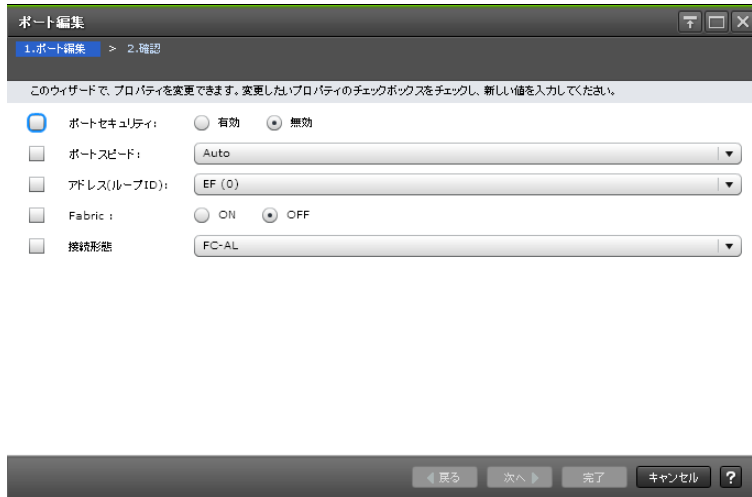 ポート編集
1.ポート編集 > 2.確認
このウィザードで、プロパティを変更できます。変更したいプロパティのチェックボックスをチェックし、新しい値を入力してください。
ポートセキュリティ: 有効 無効
ポートスピード: Auto
アドレス(ループID): EF (0)
Fabric : ON OFF
接続形態 FC-AL
戻る 次へ 完了 キャンセル ?